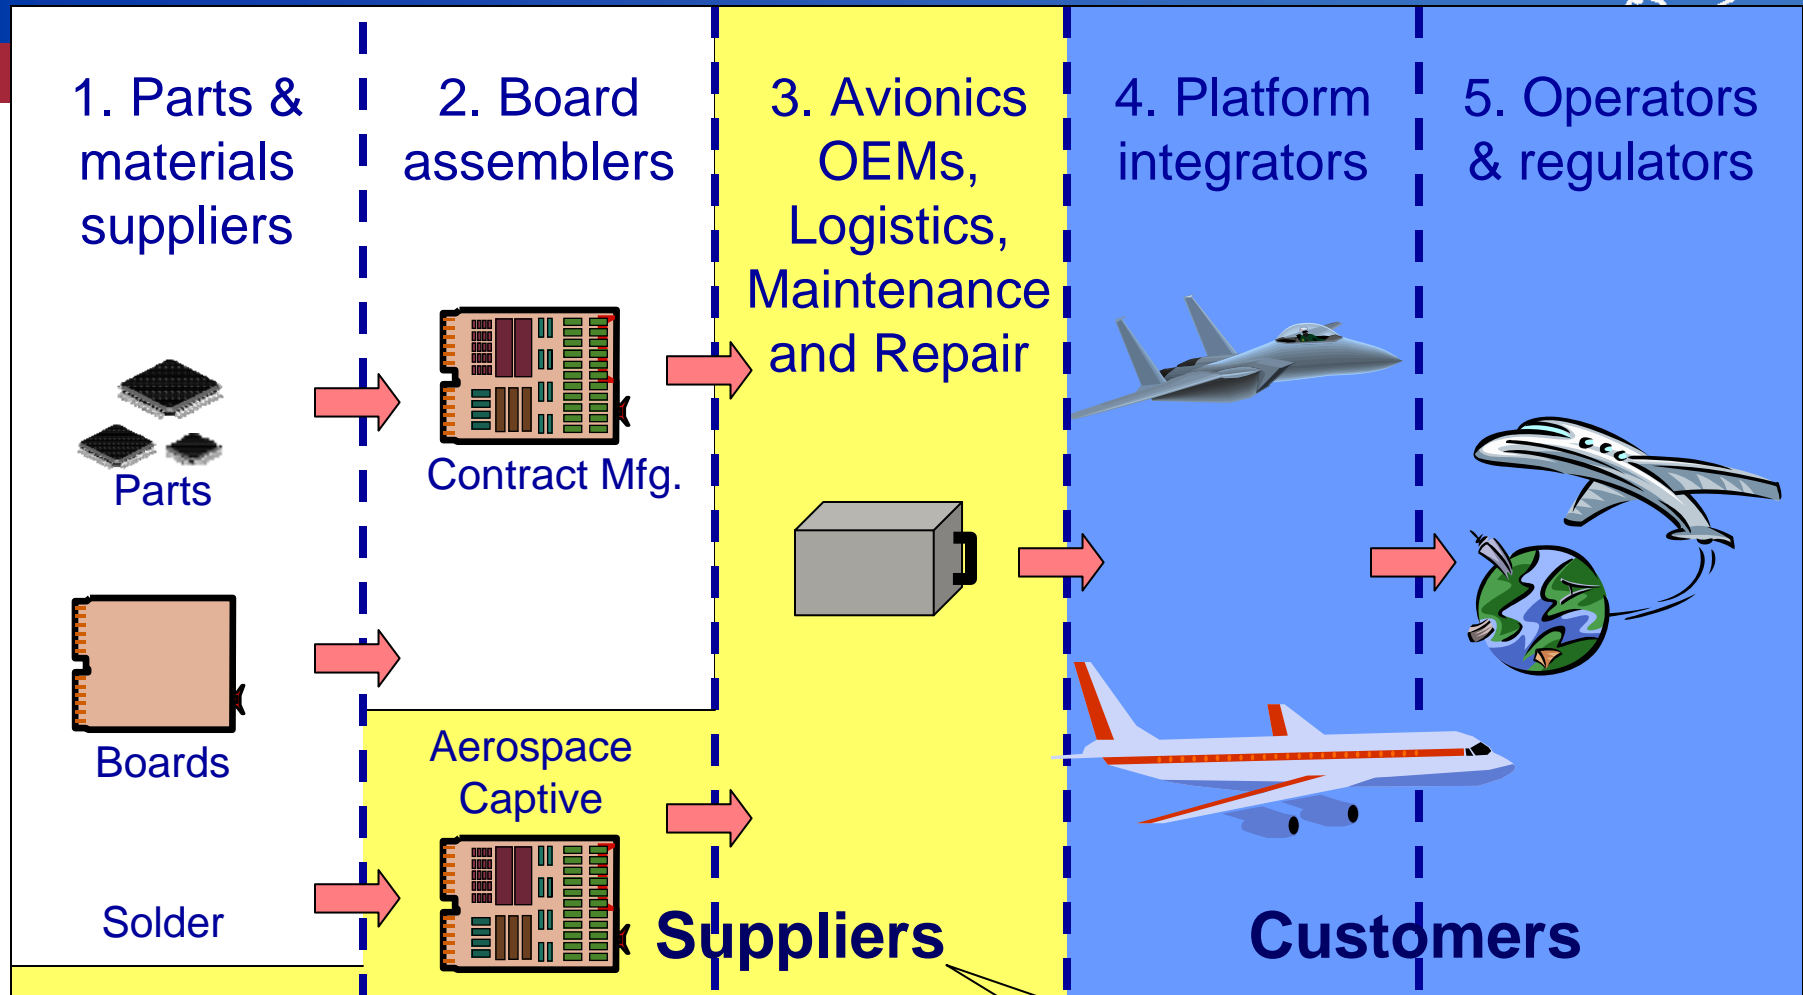 1. Parts &
materials
suppliers
2. Board
assemblers
3. Avionics
OEMs,
Logistics,
Maintenance
and Repair
4. Platform
integrators
5. Operators
& regulators
Parts
Contract Mfg.
Boards
Aerospace
Captive
Solder
Suppliers
Customers